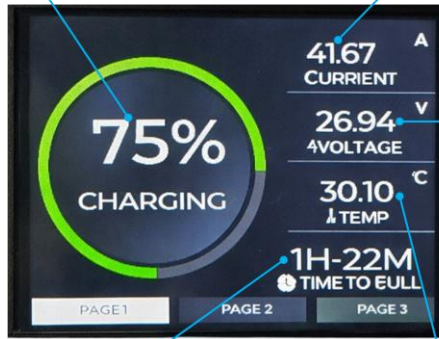 75%
CHARGING
41.67 A
CURRIENT
26.94 V
4VOLTAGE
30.10 °C
TEMP
1H-22M
TIME TO EULL
PAGE1
PAGE 2
PAGE 3